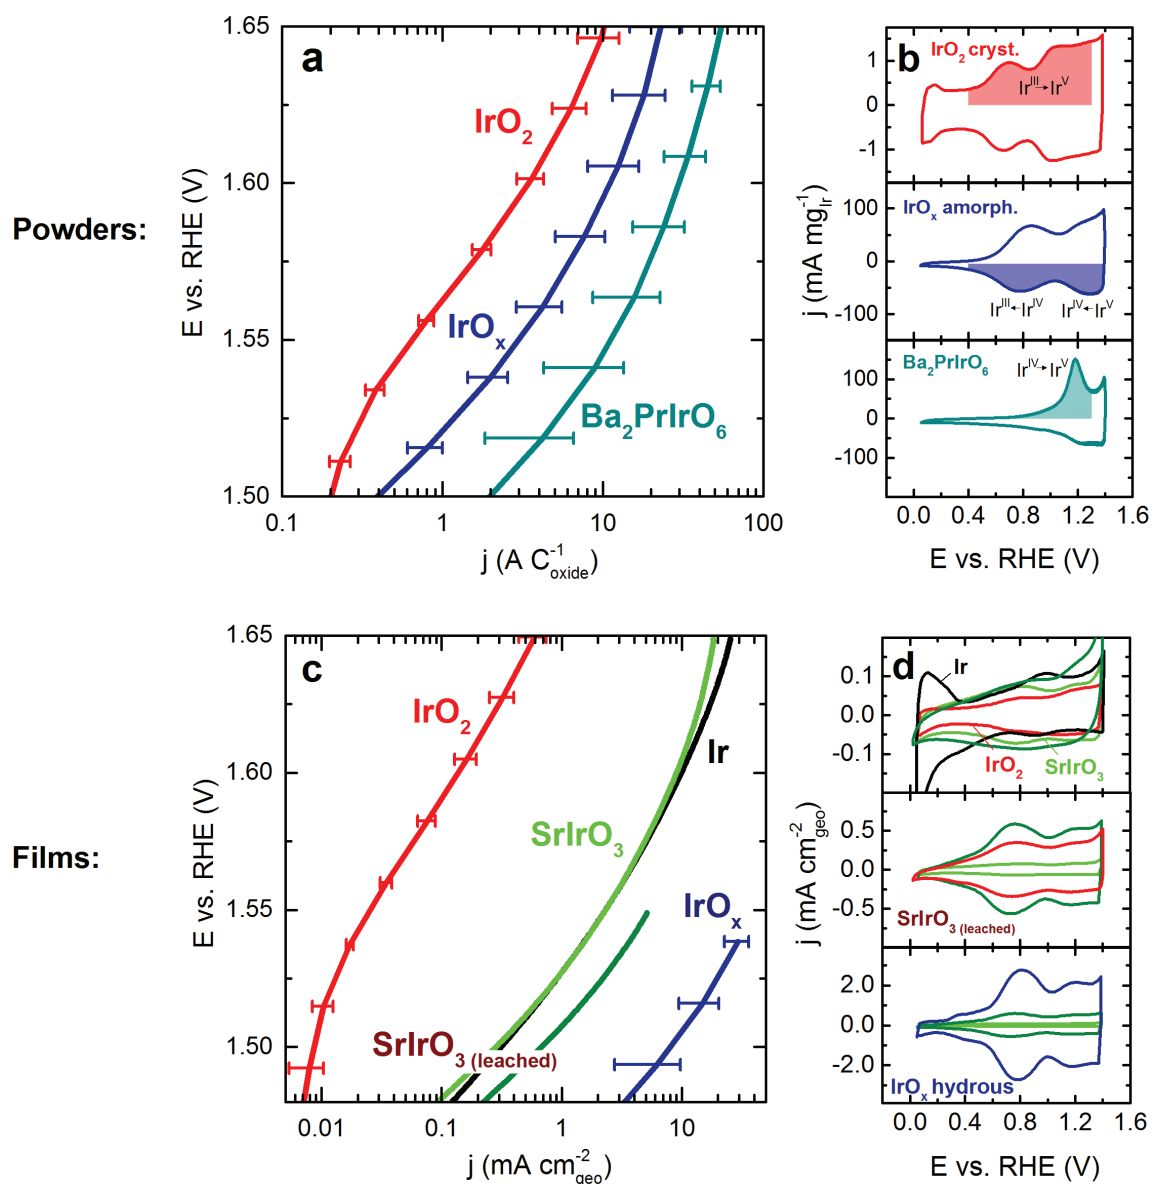 Powders:
a
1.65
1.60
1.55
1.50
E vs. RHE (V)
IrO2
IrOx
Ba2PrIrO6
0.1
1
10
100
j (A C-1oxide)
b
IrO2 cryst.
IrIII→IrV
1
0
-1
IrOx amorph.
100
0
-100
IrIII←IrIV
IrIV←IrV
j (mA mg-1Ir)
Ba2PrIrO6
IrIV→IrV
100
0
-100
0.0
0.4
0.8
1.2
1.6
E vs. RHE (V)
Films:
c
1.65
1.60
1.55
1.50
E vs. RHE (V)
IrO2
Ir
SrIrO3
IrOx
SrIrO3 (leached)
0.01
0.1
1
10
j (mA cm-2geo)
d
Ir
0.1
0.0
-0.1
IrO2
SrIrO3
0.5
0.0
-0.5
SrIrO3 (leached)
j (mA cm-2geo)
2.0
0.0
-2.0
IrOx hydrous
0.0
0.4
0.8
1.2
1.6
E vs. RHE (V)